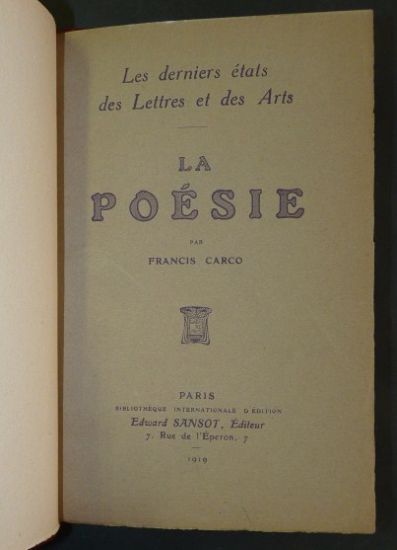 Les derniers états
des Lettres et des Arts
LA
POÉSIE
PAR
FRANCIS CARCO
PARIS
BIBLIOTHÈQUE INTERNATIONALE D'ÉDITION
Edward SANSOT, Éditeur
7, Rue de l'Éperon, 7
1919